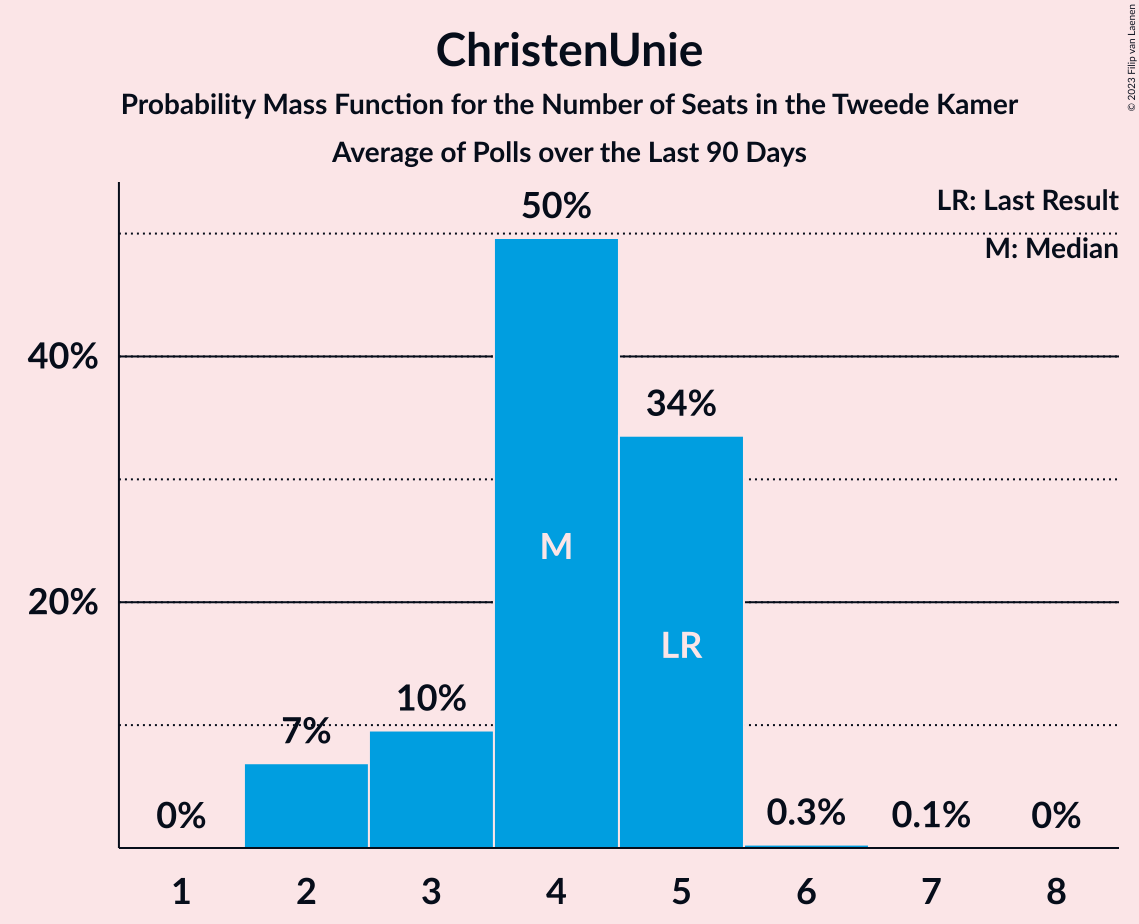 ChristenUnie
Probability Mass Function for the Number of Seats in the Tweede Kamer
Average of Polls over the Last 90 Days
© 2023 Filip van Laenen
LR: Last Result
M: Median
50%
40%
34%
M
20%
LR
10%
7%
0%
0.3%
0.1%
0%
1 2 3 4 5 6 7 8